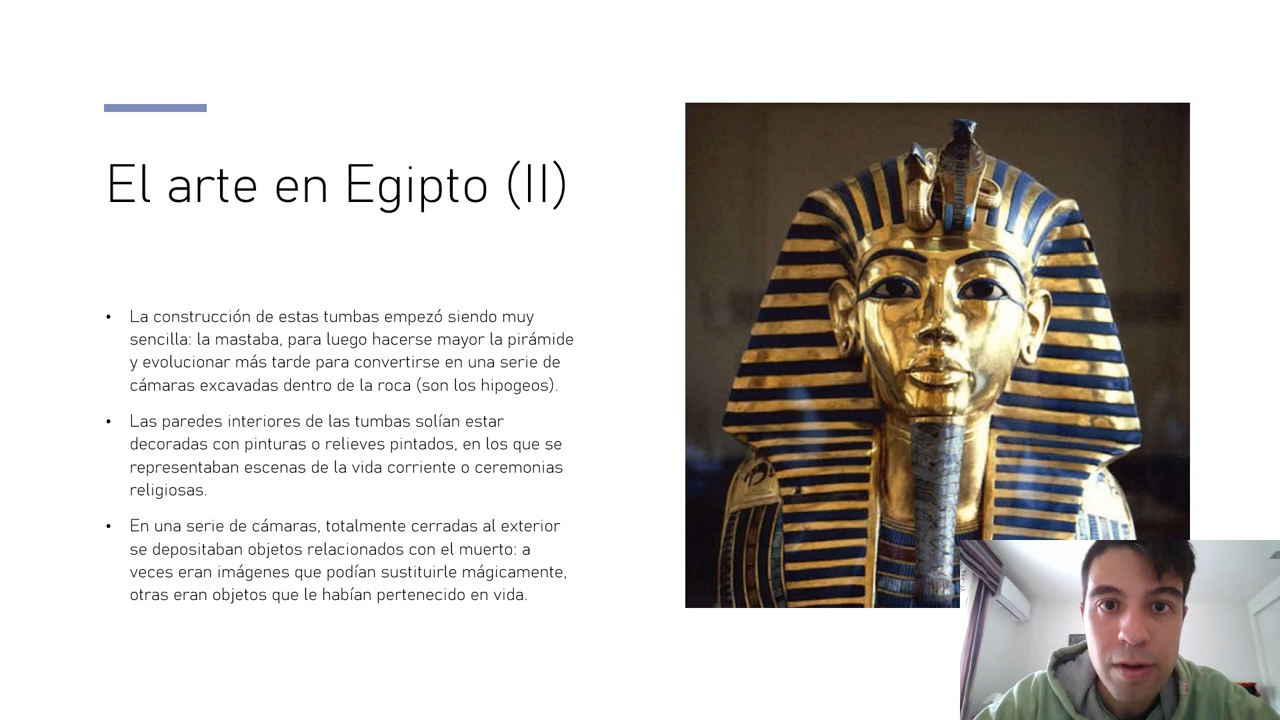 El arte en Egipto (II)
• La construcción de estas tumbas empezó siendo muy
sencilla: la mastaba, para luego hacerse mayor la pirámide
y evolucionar más tarde para convertirse en una serie de
cámaras excavadas dentro de la roca (son los hipogeos).
• Las paredes interiores de las tumbas solían estar
decoradas con pinturas o relieves pintados, en los que se
representaban escenas de la vida corriente o ceremonias
religiosas.
• En una serie de cámaras, totalmente cerradas al exterior
se depositaban objetos relacionados con el muerto: a
veces eran imágenes que podían sustituirle mágicamente,
otras eran objetos que le habían pertenecido en vida.